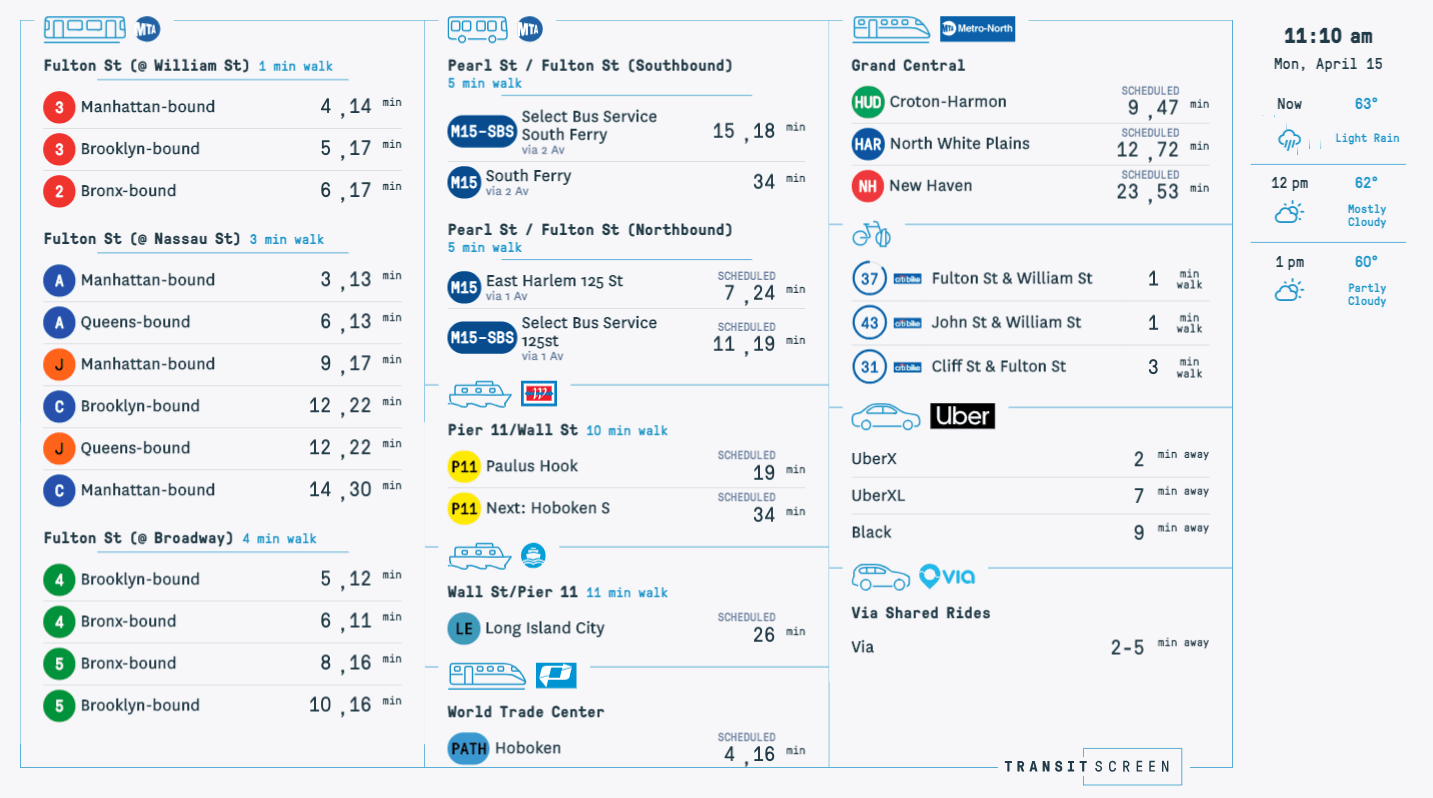 MTA
Fulton St (@ William St) 1 min walk
3 Manhattan-bound 4 ,14 min
3 Brooklyn-bound 5 ,17 min
2 Bronx-bound 6 ,17 min
Fulton St (@ Nassau St) 3 min walk
A Manhattan-bound 3 ,13 min
A Queens-bound 6 ,13 min
J Manhattan-bound 9 ,17 min
C Brooklyn-bound 12 ,22 min
J Queens-bound 12 ,22 min
C Manhattan-bound 14 ,30 min
Fulton St (@ Broadway) 4 min walk
4 Brooklyn-bound 5 ,12 min
4 Bronx-bound 6 ,11 min
5 Bronx-bound 8 ,16 min
5 Brooklyn-bound 10 ,16 min
MTA
Pearl St / Fulton St (Southbound)
5 min walk
M15-SBS Select Bus Service
South Ferry 15 ,18 min
via 2 Av
M15 South Ferry 34 min
via 2 Av
Pearl St / Fulton St (Northbound)
5 min walk
SCHEDULED
M15 East Harlem 125 St 7 ,24 min
via 1 Av
SCHEDULED
M15-SBS Select Bus Service
125st 11 ,19 min
via 1 Av
Pier 11/Wall St 10 min walk
SCHEDULED
P11 Paulus Hook 19 min
SCHEDULED
P11 Next: Hoboken S 34 min
Wall St/Pier 11 11 min walk
SCHEDULED
LE Long Island City 26 min
World Trade Center
SCHEDULED
PATH Hoboken 4 ,16 min
MTA Metro-North
Grand Central
SCHEDULED
HUD Croton-Harmon 9 ,47 min
SCHEDULED
HAR North White Plains 12 ,72 min
SCHEDULED
NH New Haven 23 ,53 min
37 citibike Fulton St & William St 1 min walk
43 citibike John St & William St 1 min walk
31 citibike Cliff St & Fulton St 3 min walk
Uber
UberX 2 min away
UberXL 7 min away
Black 9 min away
via
Via Shared Rides
Via 2-5 min away
TRANSITSCREEN
11:10 am
Mon, April 15
Now 63°
Light Rain
12 pm 62°
Mostly
Cloudy
1 pm 60°
Partly
Cloudy